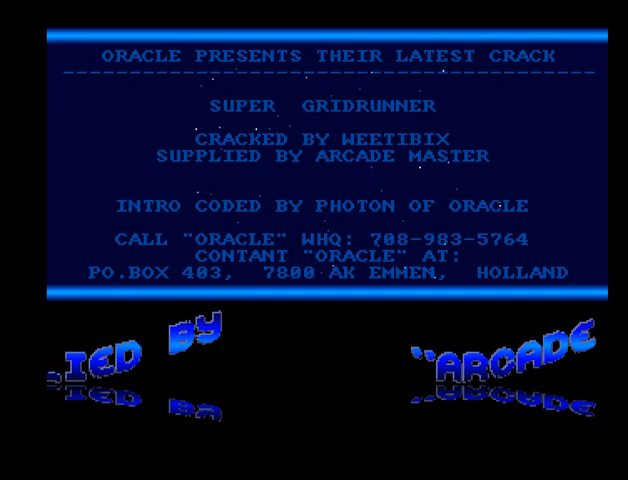 ORACLE PRESENTS THEIR LATEST CRACK
SUPER GRIDRUNNER
CRACKED BY WEETIBIX
SUPPLIED BY ARCADE MASTER
INTRO CODED BY PHOTON OF ORACLE
CALL "ORACLE" WHQ: 708-983-5764
CONTANT "ORACLE" AT:
PO.BOX 403, 7800 AK EMMEN, HOLLAND
IED BY "ARCADE